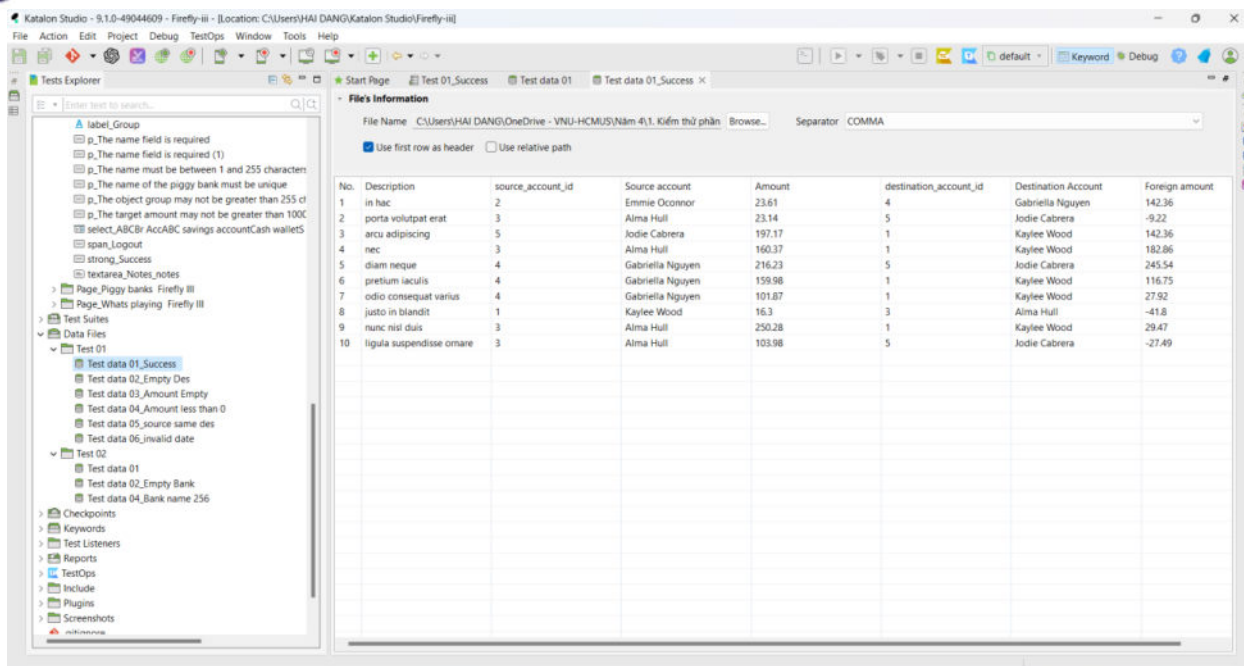 Katalon Studio - 9.1.0-49044609 - Firefly-iii - [Location: C:\Users\HAI DANG\Katalon Studio\Firefly-iii]
File Action Edit Project Debug TestOps Window Tools Help
default Keyword Debug
Tests Explorer
Start Page Test 01_Success Test data 01 Test data 01_Success
Enter text to search...
File's Information
File Name C:\Users\HAI DANG\OneDrive - VNU-HCMUS\Năm 4\1. Kiểm thử phần Browse... Separator COMMA
Use first row as header Use relative path
label_Group
p_The name field is required
p_The name field is required (1)
p_The name must be between 1 and 255 characters
p_The name of the piggy bank must be unique
p_The object group may not be greater than 255 cl
p_The target amount may not be greater than 100C
select_ABCBr AccABC savings accountCash walletS
span_Logout
strong_Success
textarea_Notes_notes
Page_Piggy banks Firefly III
Page_Whats playing Firefly III
Test Suites
Data Files
Test 01
Test data 01_Success
Test data 02_Empty Des
Test data 03_Amount Empty
Test data 04_Amount less than 0
Test data 05_source same des
Test data 06_invalid date
Test 02
Test data 01
Test data 02_Empty Bank
Test data 04_Bank name 256
Checkpoints
Keywords
Test Listeners
Reports
TestOps
Include
Plugins
Screenshots
.gitignore
No. Description source_account_id Source account Amount destination_account_id Destination Account Foreign amount
1 in hac 2 Emmie Oconnor 23.61 4 Gabriella Nguyen 142.36
2 porta volutpat erat 3 Alma Hull 23.14 5 Jodie Cabrera -9.22
3 arcu adipiscing 5 Jodie Cabrera 197.17 1 Kaylee Wood 142.36
4 nec 3 Alma Hull 160.37 1 Kaylee Wood 182.86
5 diam neque 4 Gabriella Nguyen 216.23 5 Jodie Cabrera 245.54
6 pretium iaculis 4 Gabriella Nguyen 159.98 1 Kaylee Wood 116.75
7 odio consequat varius 4 Gabriella Nguyen 101.87 1 Kaylee Wood 27.92
8 justo in blandit 1 Kaylee Wood 16.3 3 Alma Hull -41.8
9 nunc nisl duis 3 Alma Hull 250.28 1 Kaylee Wood 29.47
10 ligula suspendisse ornare 3 Alma Hull 103.98 5 Jodie Cabrera -27.49